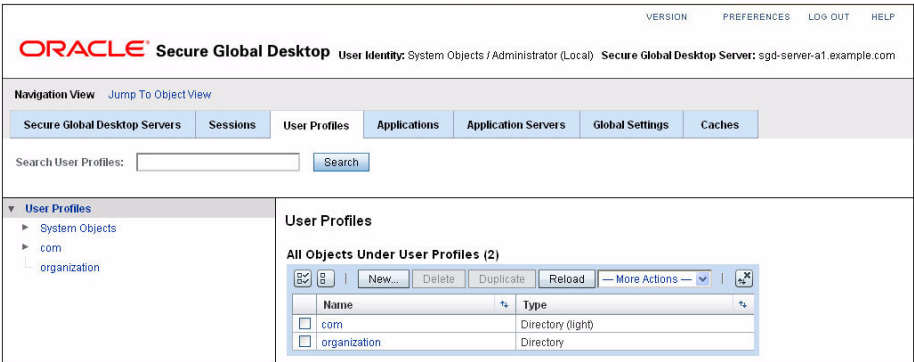 VERSION PREFERENCES LOG OUT HELP
ORACLE Secure Global Desktop User Identity: System Objects / Administrator (Local) Secure Global Desktop Server: sgd-server-a1.example.com
Navigation View Jump To Object View
Secure Global Desktop Servers Sessions User Profiles Applications Application Servers Global Settings Caches
Search User Profiles: Search
User Profiles
System Objects
com
organization
User Profiles
All Objects Under User Profiles (2)
New... Delete Duplicate Reload — More Actions —
Name Type
com Directory (light)
organization Directory